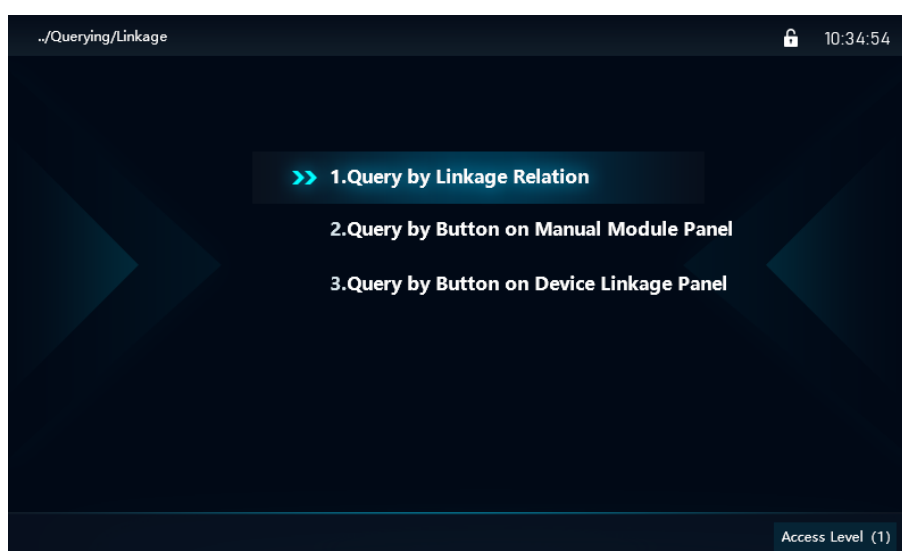 ../Querying/Linkage
10:34:54
1.Query by Linkage Relation
2.Query by Button on Manual Module Panel
3.Query by Button on Device Linkage Panel
Access Level (1)